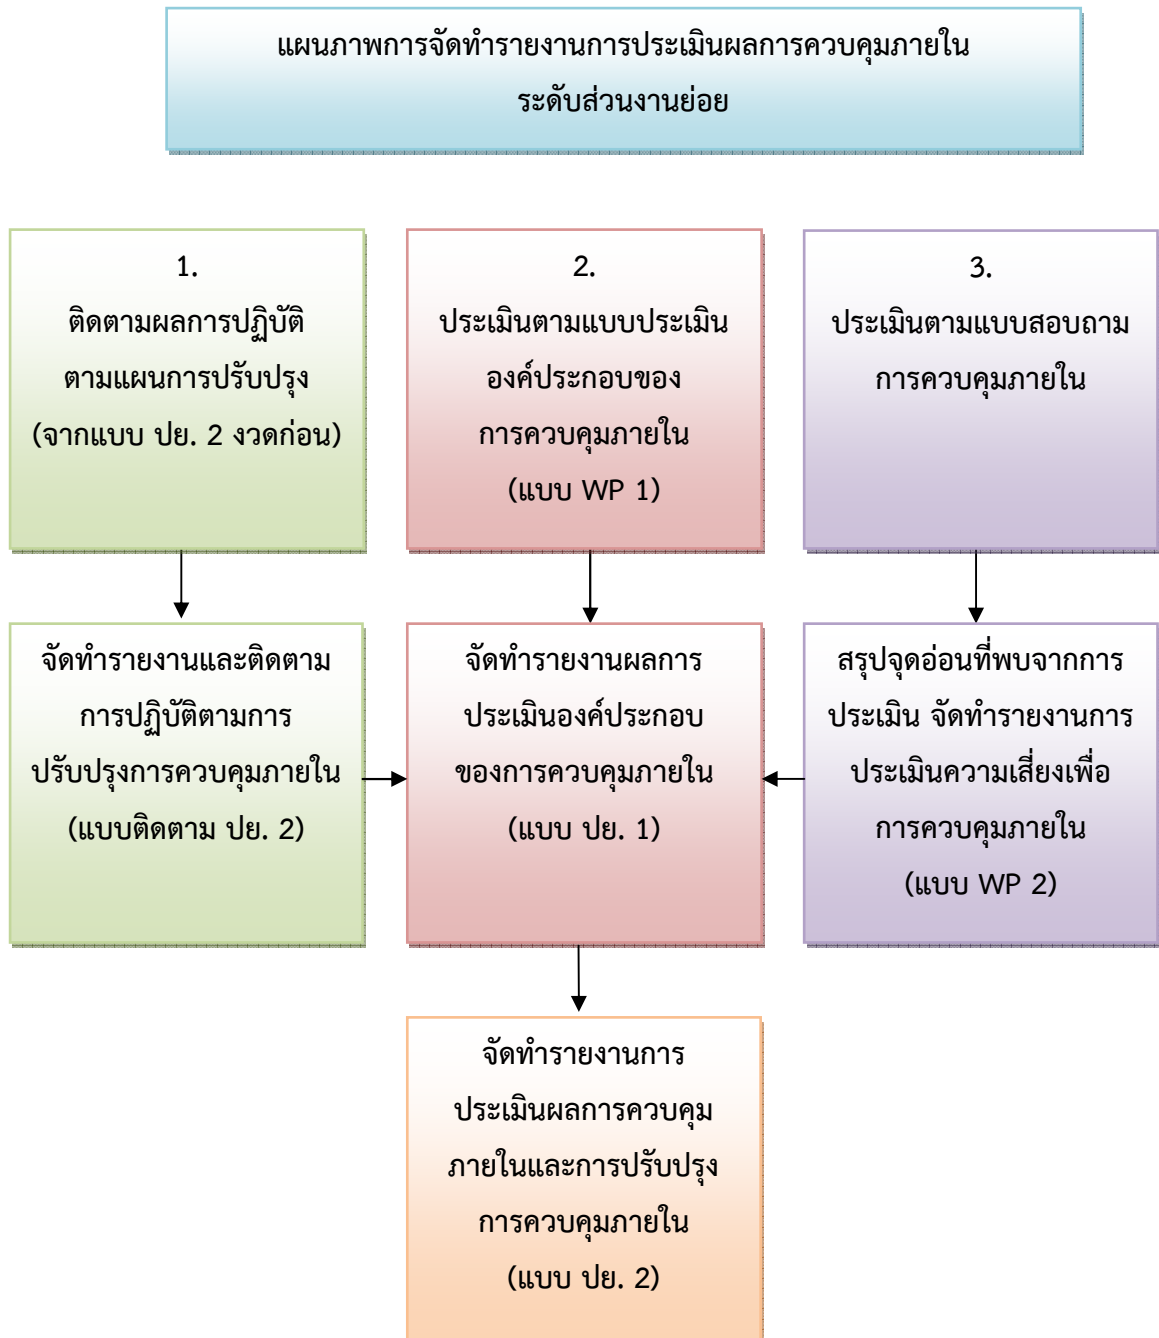 แผนภาพการจัดทำรายงานการประเมินผลการควบคุมภายใน
ระดับส่วนงานย่อย
1.
ติดตามผลการปฏิบัติ
ตามแผนการปรับปรุง
(จากแบบ ปย. 2 งวดก่อน)
2.
ประเมินตามแบบประเมิน
องค์ประกอบของ
การควบคุมภายใน
(แบบ WP 1)
3.
ประเมินตามแบบสอบถาม
การควบคุมภายใน
จัดทำรายงานและติดตาม
การปฏิบัติตามการ
ปรับปรุงการควบคุมภายใน
(แบบติดตาม ปย. 2)
จัดทำรายงานผลการ
ประเมินองค์ประกอบ
ของการควบคุมภายใน
(แบบ ปย. 1)
สรุปจุดอ่อนที่พบจากการ
ประเมิน จัดทำรายงานการ
ประเมินความเสี่ยงเพื่อ
การควบคุมภายใน
(แบบ WP 2)
จัดทำรายงานการ
ประเมินผลการควบคุม
ภายในและการปรับปรุง
การควบคุมภายใน
(แบบ ปย. 2)